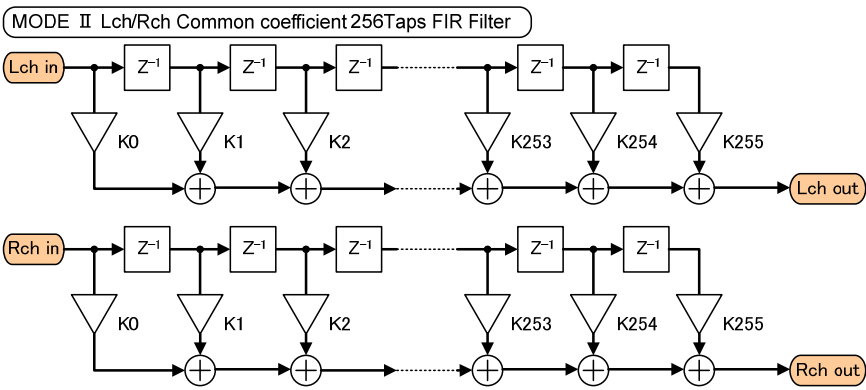 MODE Ⅱ Lch/Rch Common coefficient 256Taps FIR Filter
Lch in Z⁻¹ Z⁻¹ Z⁻¹ Z⁻¹ Z⁻¹
K0 K1 K2 K253 K254 K255
Lch out
Rch in Z⁻¹ Z⁻¹ Z⁻¹ Z⁻¹ Z⁻¹
K0 K1 K2 K253 K254 K255
Rch out